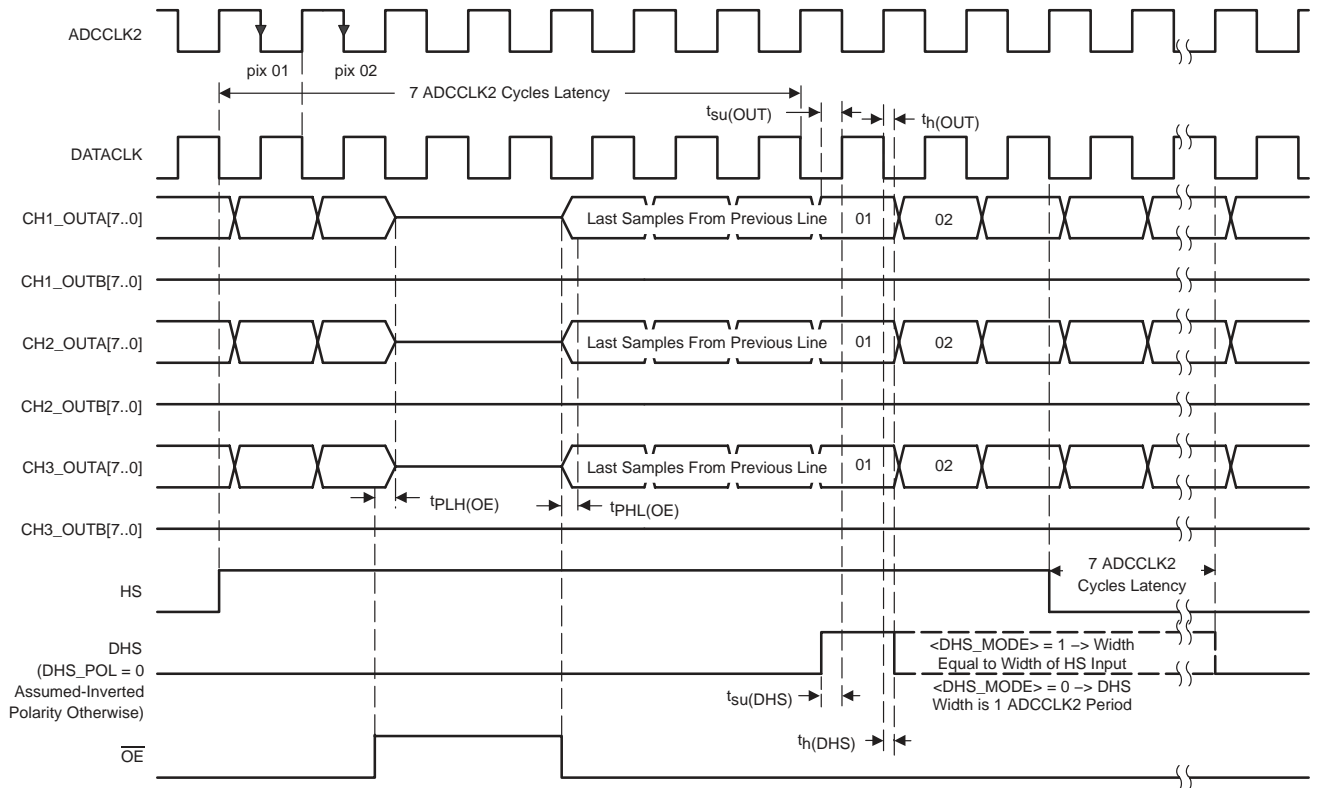 ADCCLK2
pix 01
pix 02
7 ADCCLK2 Cycles Latency
tsu(OUT)
th(OUT)
DATACLK
CH1_OUTA[7..0]
Last Samples From Previous Line
01
02
CH1_OUTB[7..0]
CH2_OUTA[7..0]
Last Samples From Previous Line
01
02
CH2_OUTB[7..0]
CH3_OUTA[7..0]
Last Samples From Previous Line
01
02
tPLH(OE)
tPHL(OE)
CH3_OUTB[7..0]
HS
7 ADCCLK2
Cycles Latency
DHS
(DHS_POL = 0
Assumed-Inverted
Polarity Otherwise)
<DHS_MODE> = 1 –> Width
Equal to Width of HS Input
<DHS_MODE> = 0 –> DHS
Width is 1 ADCCLK2 Period
tsu(DHS)
th(DHS)
OE